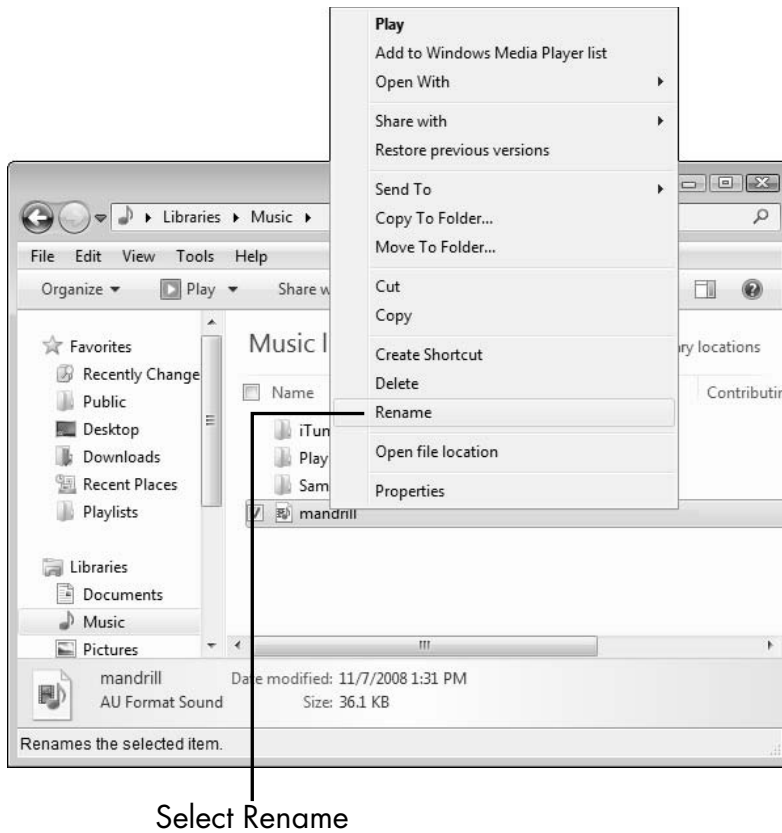 Play
Add to Windows Media Player list
Open With
Share with
Restore previous versions
Send To
Copy To Folder...
Move To Folder...
Cut
Copy
Create Shortcut
Delete
Rename
Open file location
Properties
Libraries Music
File Edit View Tools Help
Organize Play Share w
Favorites
Recently Change
Public
Desktop
Downloads
Recent Places
Playlists
Libraries
Documents
Music
Pictures
Music l
ry locations
Name Contributin
iTun
Play
Sam
mandrill
mandrill Date modified: 11/7/2008 1:31 PM
AU Format Sound Size: 36.1 KB
Renames the selected item.
Select Rename